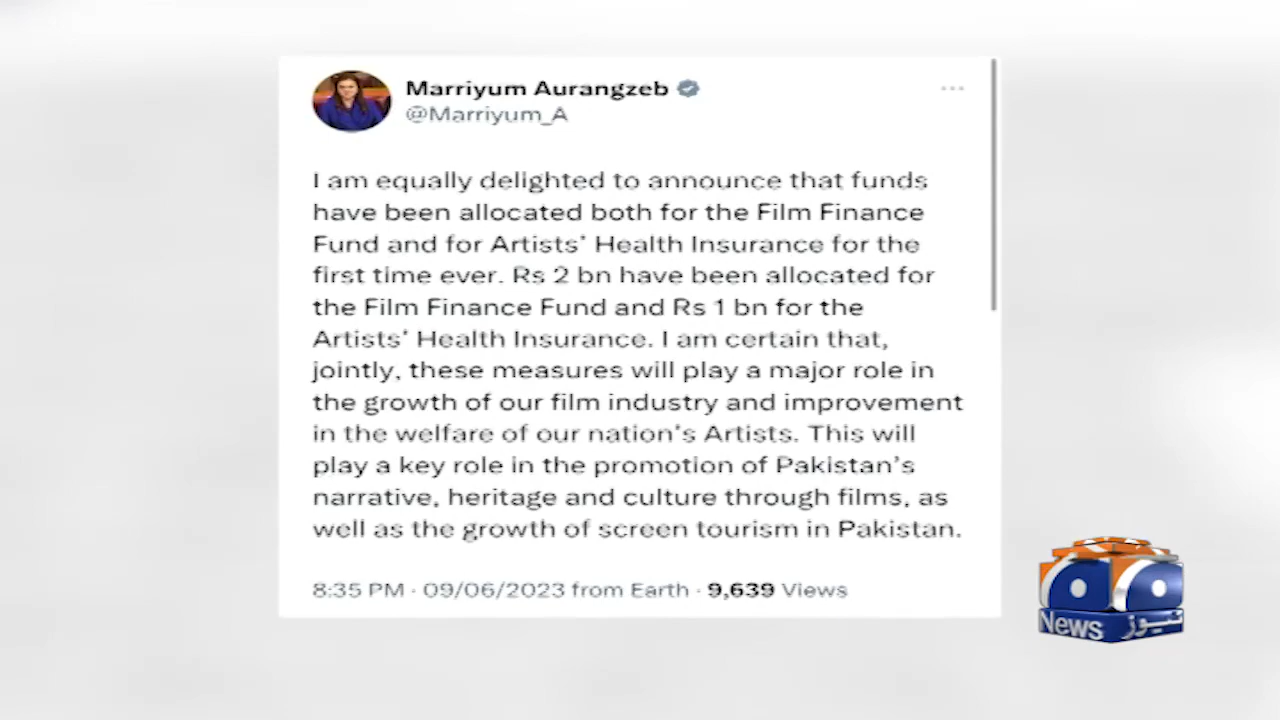 Marriyum Aurangzeb
@Marriyum_A
I am equally delighted to announce that funds
have been allocated both for the Film Finance
Fund and for Artists' Health Insurance for the
first time ever. Rs 2 bn have been allocated for
the Film Finance Fund and Rs 1 bn for the
Artists' Health Insurance. I am certain that,
jointly, these measures will play a major role in
the growth of our film industry and improvement
in the welfare of our nation's Artists. This will
play a key role in the promotion of Pakistan's
narrative, heritage and culture through films, as
well as the growth of screen tourism in Pakistan.
8:35 PM · 09/06/2023 from Earth · 9,639 Views
News نیوز